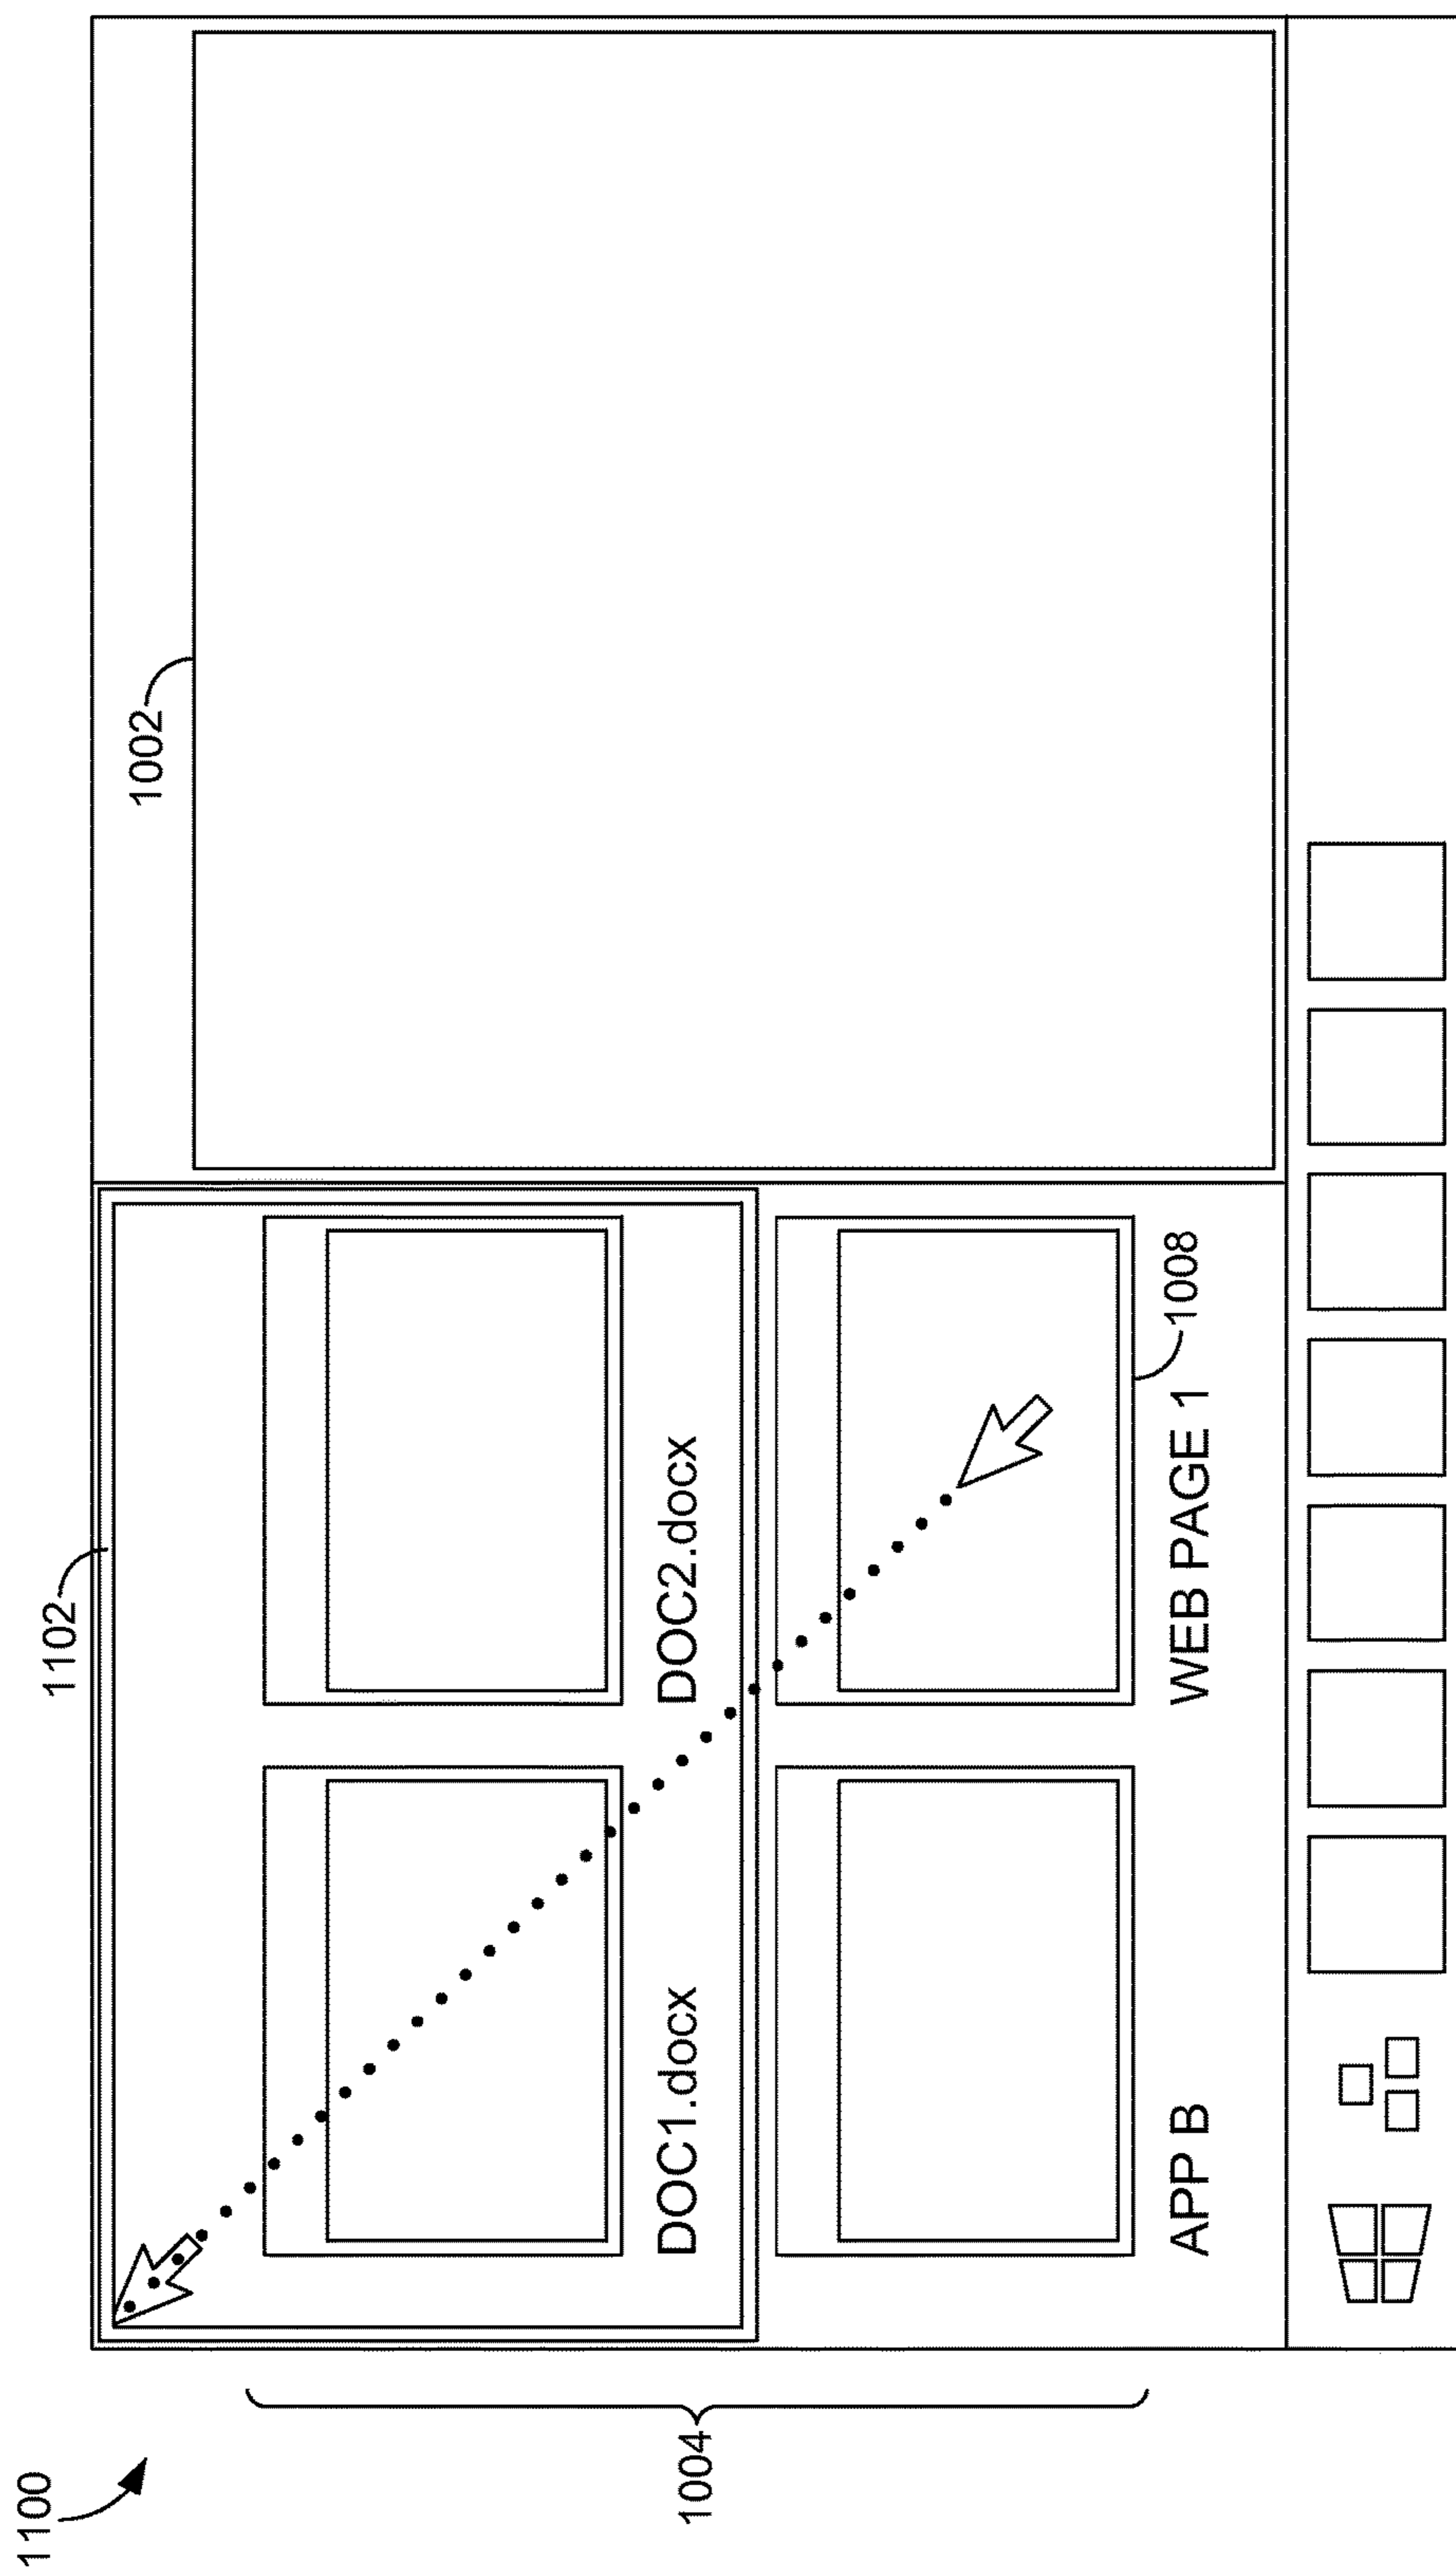 1100
1102
1002
1004
DOC1.docx
DOC2.docx
APP B
WEB PAGE 1
1008